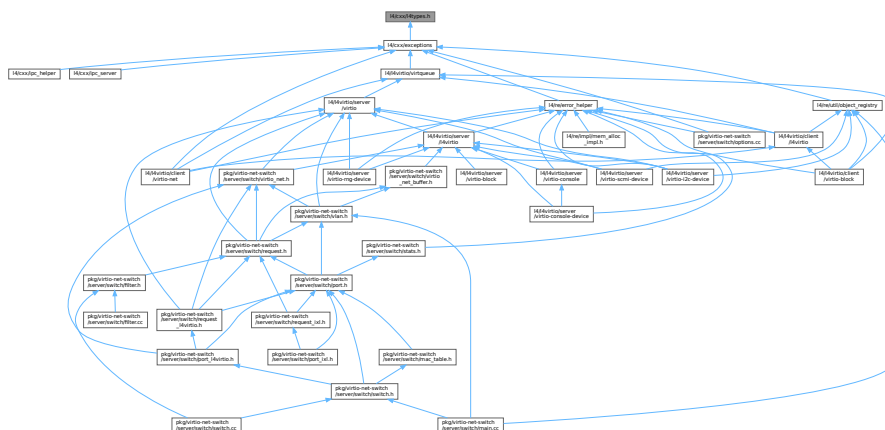 l4/cxx/l4types.h
l4/cxx/exceptions
l4/cxx/ipc_helper
l4/cxx/ipc_server
l4/l4virtio/virtqueue
l4/l4virtio/server
/virtio
l4/re/error_helper
l4/re/util/object_registry
l4/l4virtio/server
/l4virtio
l4/re/impl/mem_alloc
_impl.h
pkg/virtio-net-switch
/server/switch/options.cc
l4/l4virtio/client
/l4virtio
l4/l4virtio/client
/virtio-net
pkg/virtio-net-switch
/server/switch/virtio_net.h
l4/l4virtio/server
/virtio-rng-device
pkg/virtio-net-switch
/server/switch/virtio
_net_buffer.h
l4/l4virtio/server
/virtio-block
l4/l4virtio/server
/virtio-console
l4/l4virtio/server
/virtio-scmi-device
l4/l4virtio/server
/virtio-i2c-device
l4/l4virtio/client
/virtio-block
pkg/virtio-net-switch
/server/switch/vlan.h
l4/l4virtio/server
/virtio-console-device
pkg/virtio-net-switch
/server/switch/request.h
pkg/virtio-net-switch
/server/switch/stats.h
pkg/virtio-net-switch
/server/switch/filter.h
pkg/virtio-net-switch
/server/switch/port.h
pkg/virtio-net-switch
/server/switch/filter.cc
pkg/virtio-net-switch
/server/switch/request
_l4virtio.h
pkg/virtio-net-switch
/server/switch/request_ixl.h
pkg/virtio-net-switch
/server/switch/port_l4virtio.h
pkg/virtio-net-switch
/server/switch/port_ixl.h
pkg/virtio-net-switch
/server/switch/mac_table.h
pkg/virtio-net-switch
/server/switch/switch.h
pkg/virtio-net-switch
/server/switch/switch.cc
pkg/virtio-net-switch
/server/switch/main.cc